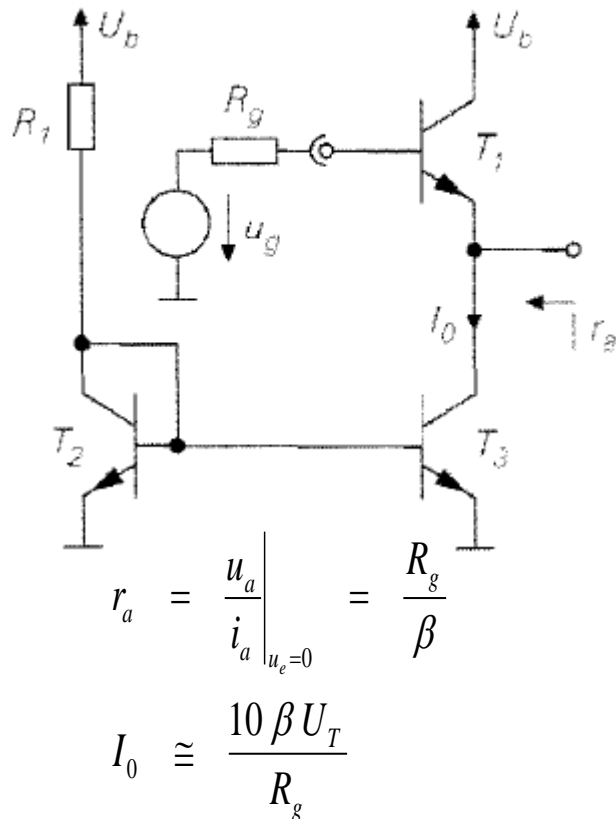 U_b U_b
R_1 R_g T_1
u_g
I_0 r_a
T_2 T_3
r_a = u_a / i_a |_{u_e=0} = R_g / β
I_0 ≅ 10 β U_T / R_g